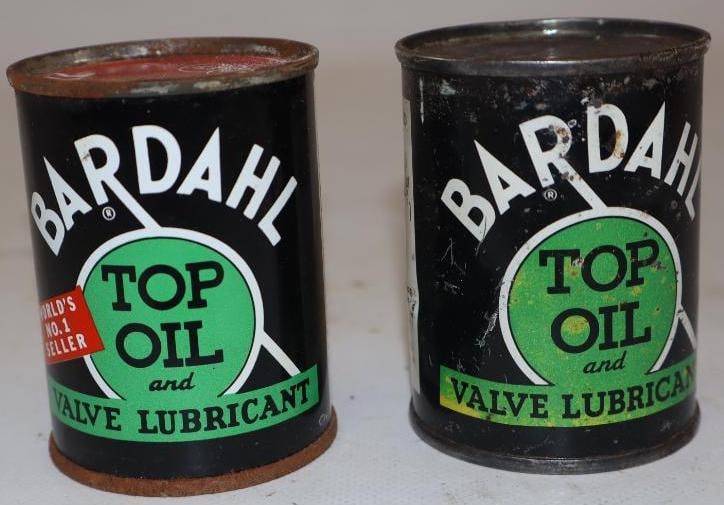 BARDAHL
®
TOP
OIL
and
VALVE LUBRICANT
WORLD'S
NO.1
SELLER
BARDAHL
®
TOP
OIL
and
VALVE LUBRICAN